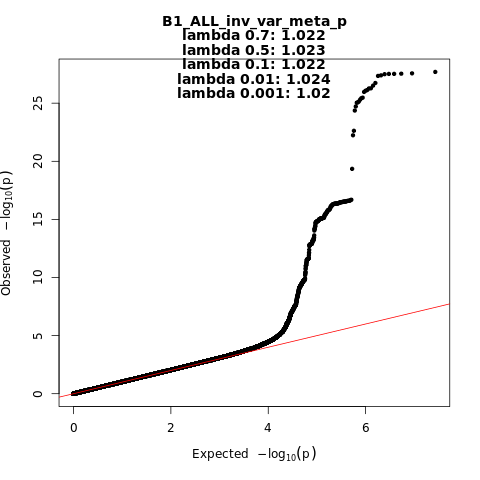 B1_ALL_inv_var_meta_p
lambda 0.7: 1.022
lambda 0.5: 1.023
lambda 0.1: 1.022
lambda 0.01: 1.024
lambda 0.001: 1.02
25
20
15
10
5
0
Observed −log10(p)
0 2 4 6
Expected −log10(p)